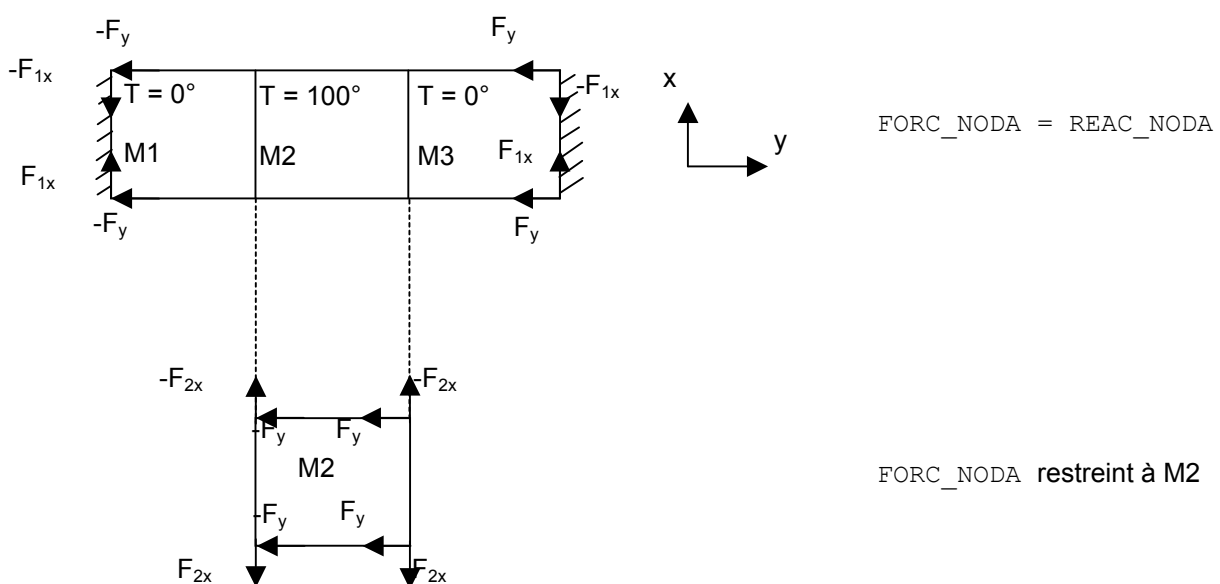 -Fy
Fy
-F1x
T = 0°
T = 100°
T = 0°
-F1x
x
FORC_NODA = REAC_NODA
M1
M2
M3
F1x
y
F1x
-Fy
Fy
-F2x
-F2x
-Fy
Fy
M2
FORC_NODA restreint à M2
-Fy
Fy
F2x
F2x